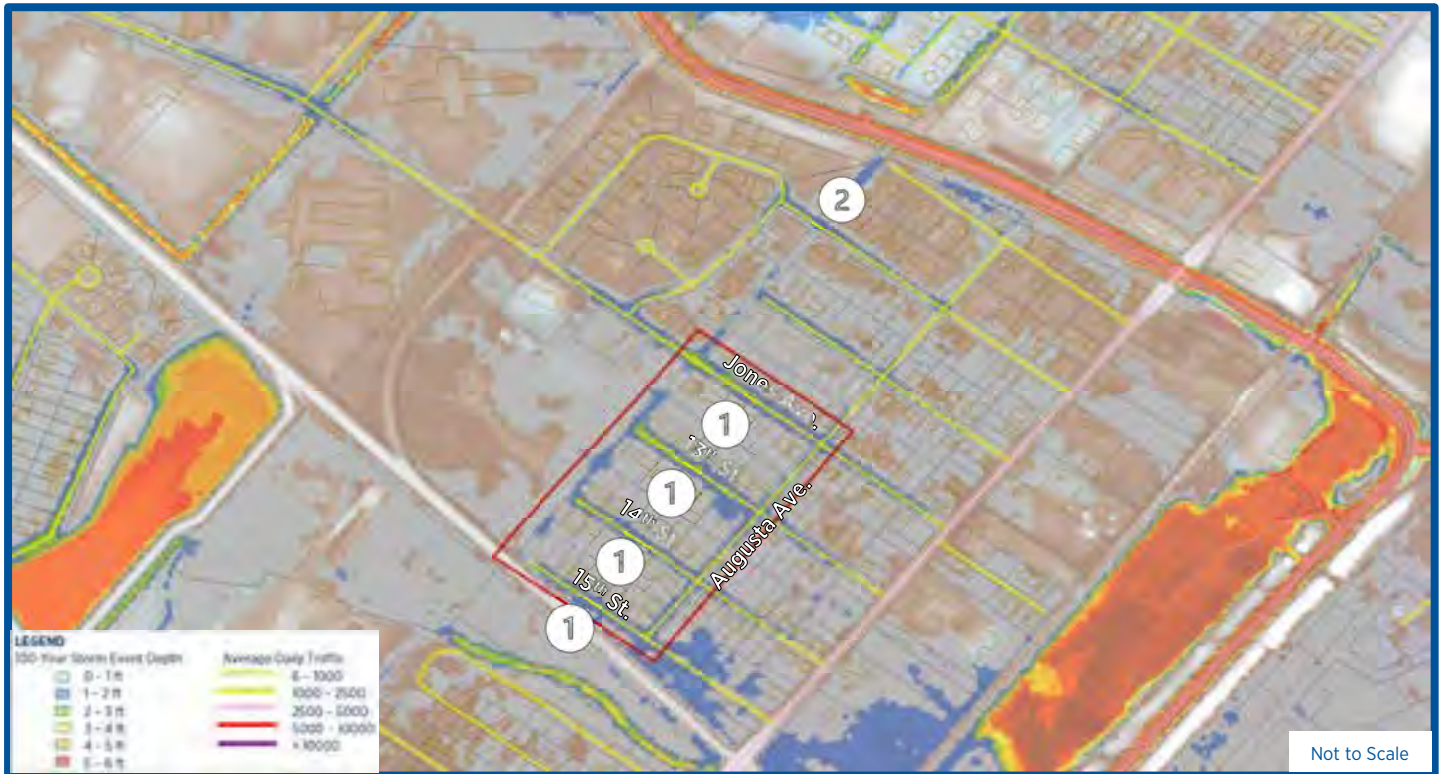 2
Jones Ave.
1
13th St.
1
14th St.
Augusta Ave.
1
15th St.
1
LEGEND
100-Year Storm Event Depth
0 - 1 ft
1 - 2 ft
2 - 3 ft
3 - 4 ft
4 - 5 ft
5 - 6 ft
Average Daily Traffic
6 - 1000
1000 - 2500
2500 - 5000
5000 - 10000
> 10000
Not to Scale